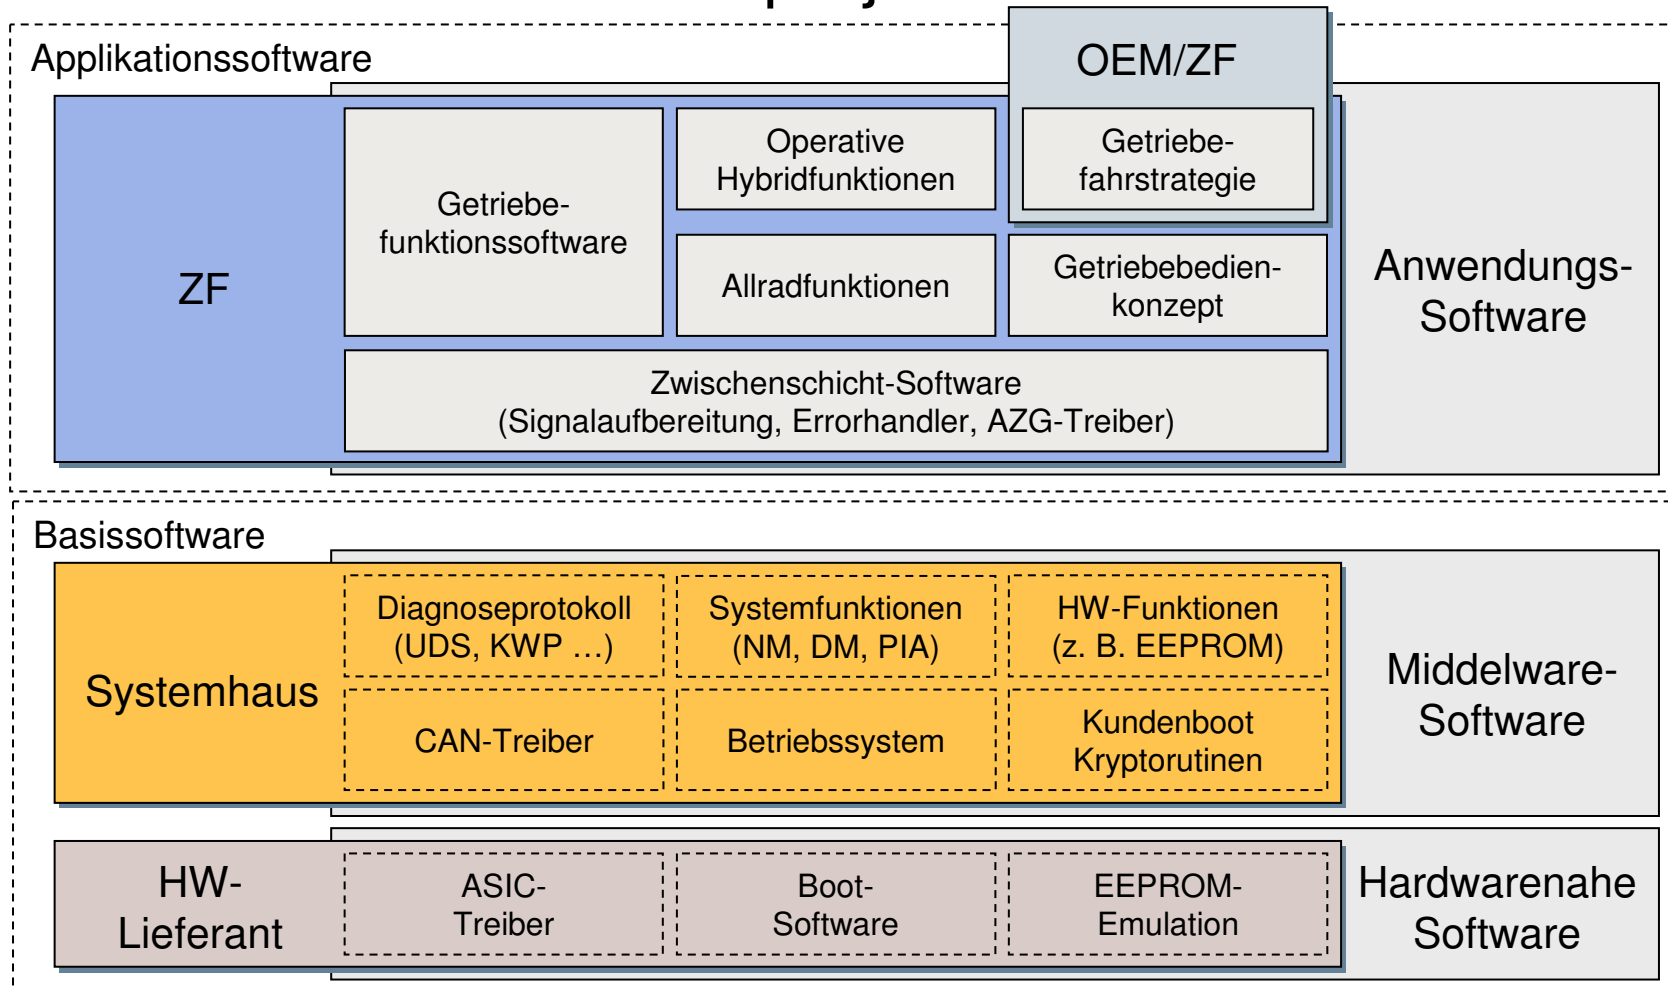 Applikationssoftware
OEM/ZF
ZF
Getriebe-
funktionssoftware
Operative
Hybridfunktionen
Getriebe-
fahrstrategie
Allradfunktionen
Getriebebedien-
konzept
Zwischenschicht-Software
(Signalaufbereitung, Errorhandler, AZG-Treiber)
Anwendungs-
Software
Basissoftware
Systemhaus
Diagnoseprotokoll
(UDS, KWP …)
Systemfunktionen
(NM, DM, PIA)
HW-Funktionen
(z. B. EEPROM)
CAN-Treiber
Betriebssystem
Kundenboot
Kryptorutinen
Middelware-
Software
HW-
Lieferant
ASIC-
Treiber
Boot-
Software
EEPROM-
Emulation
Hardwarenahe
Software